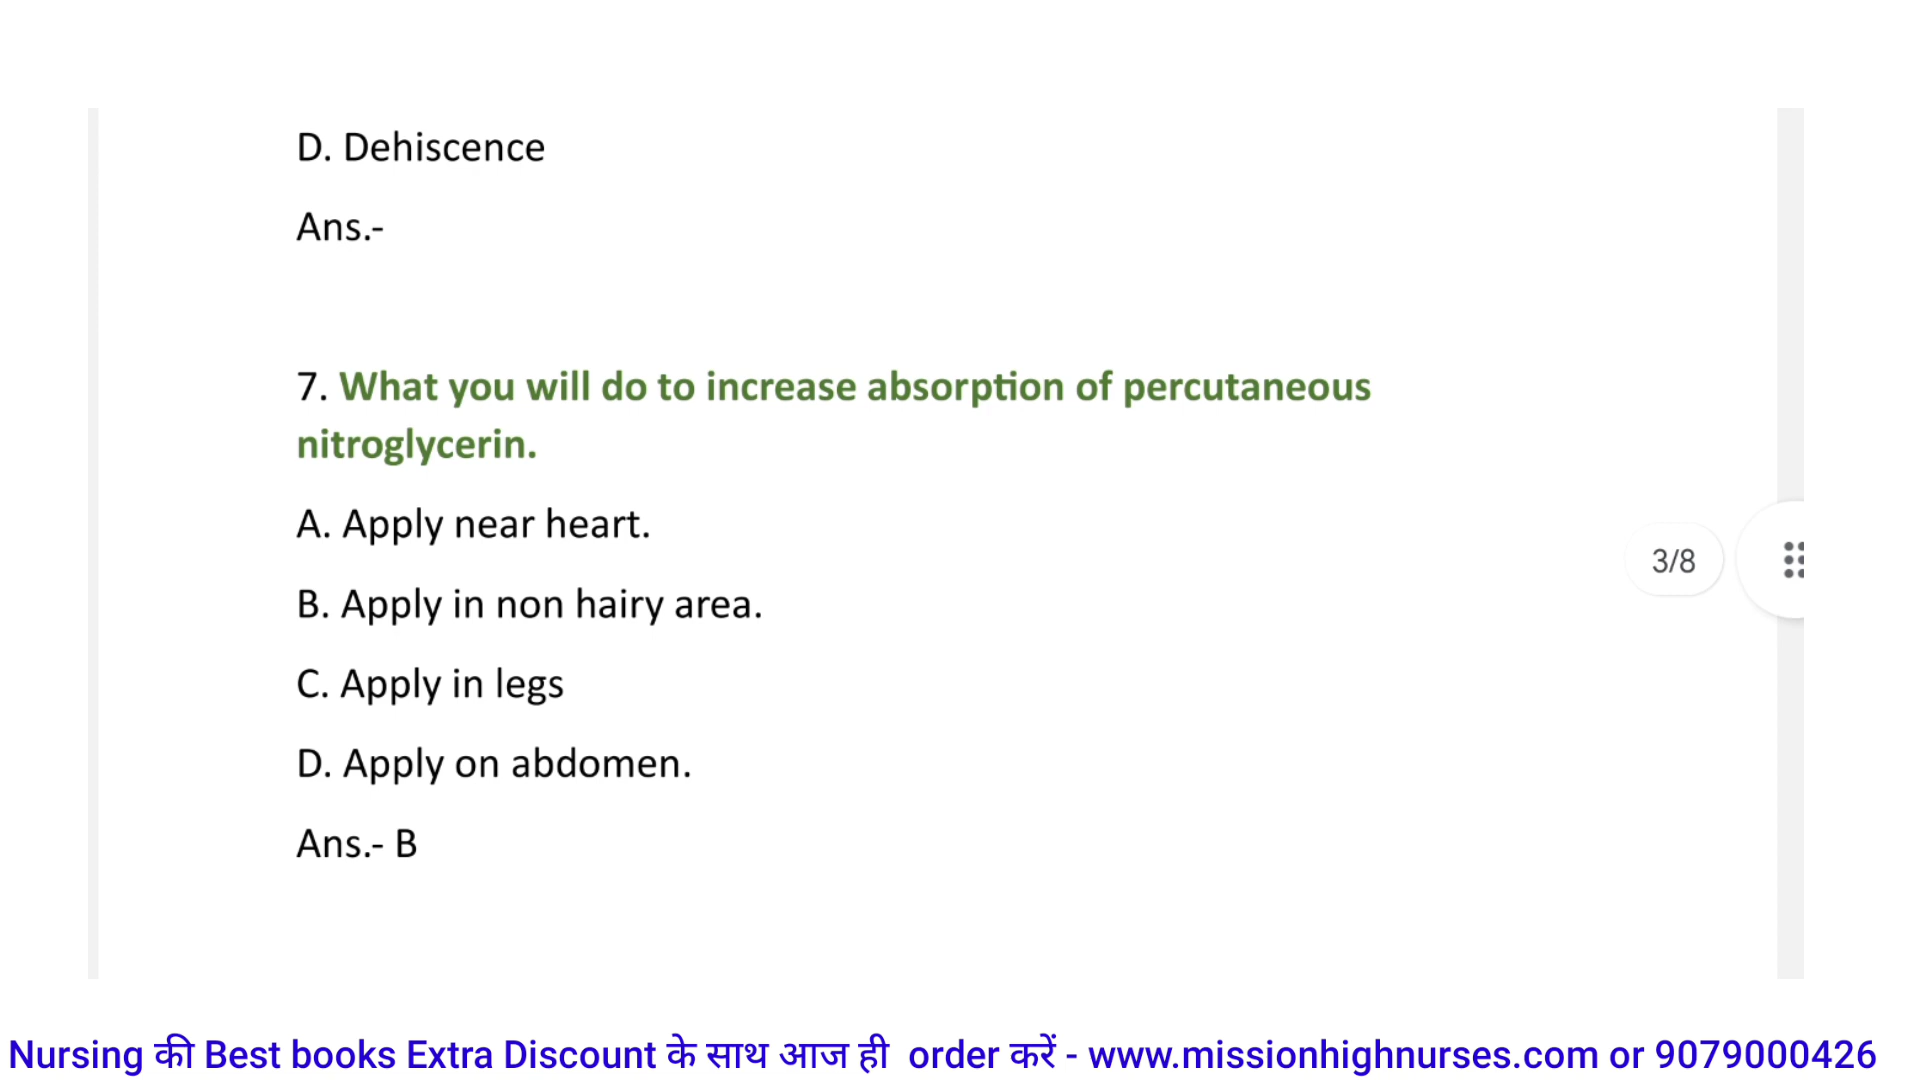 D. Dehiscence
Ans.-
7. What you will do to increase absorption of percutaneous
nitroglycerin.
A. Apply near heart.
B. Apply in non hairy area.
3/8
C. Apply in legs
D. Apply on abdomen.
Ans.- B
Nursing की Best books Extra Discount के साथ आज ही order करें - www.missionhighnurses.com or 9079000426